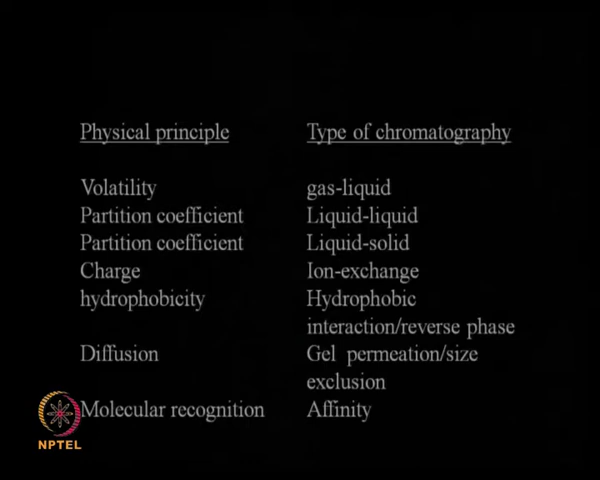 Physical principle Type of chromatography
Volatility gas-liquid
Partition coefficient Liquid-liquid
Partition coefficient Liquid-solid
Charge Ion-exchange
hydrophobicity Hydrophobic
interaction/reverse phase
Diffusion Gel permeation/size
exclusion
Molecular recognition Affinity
NPTEL